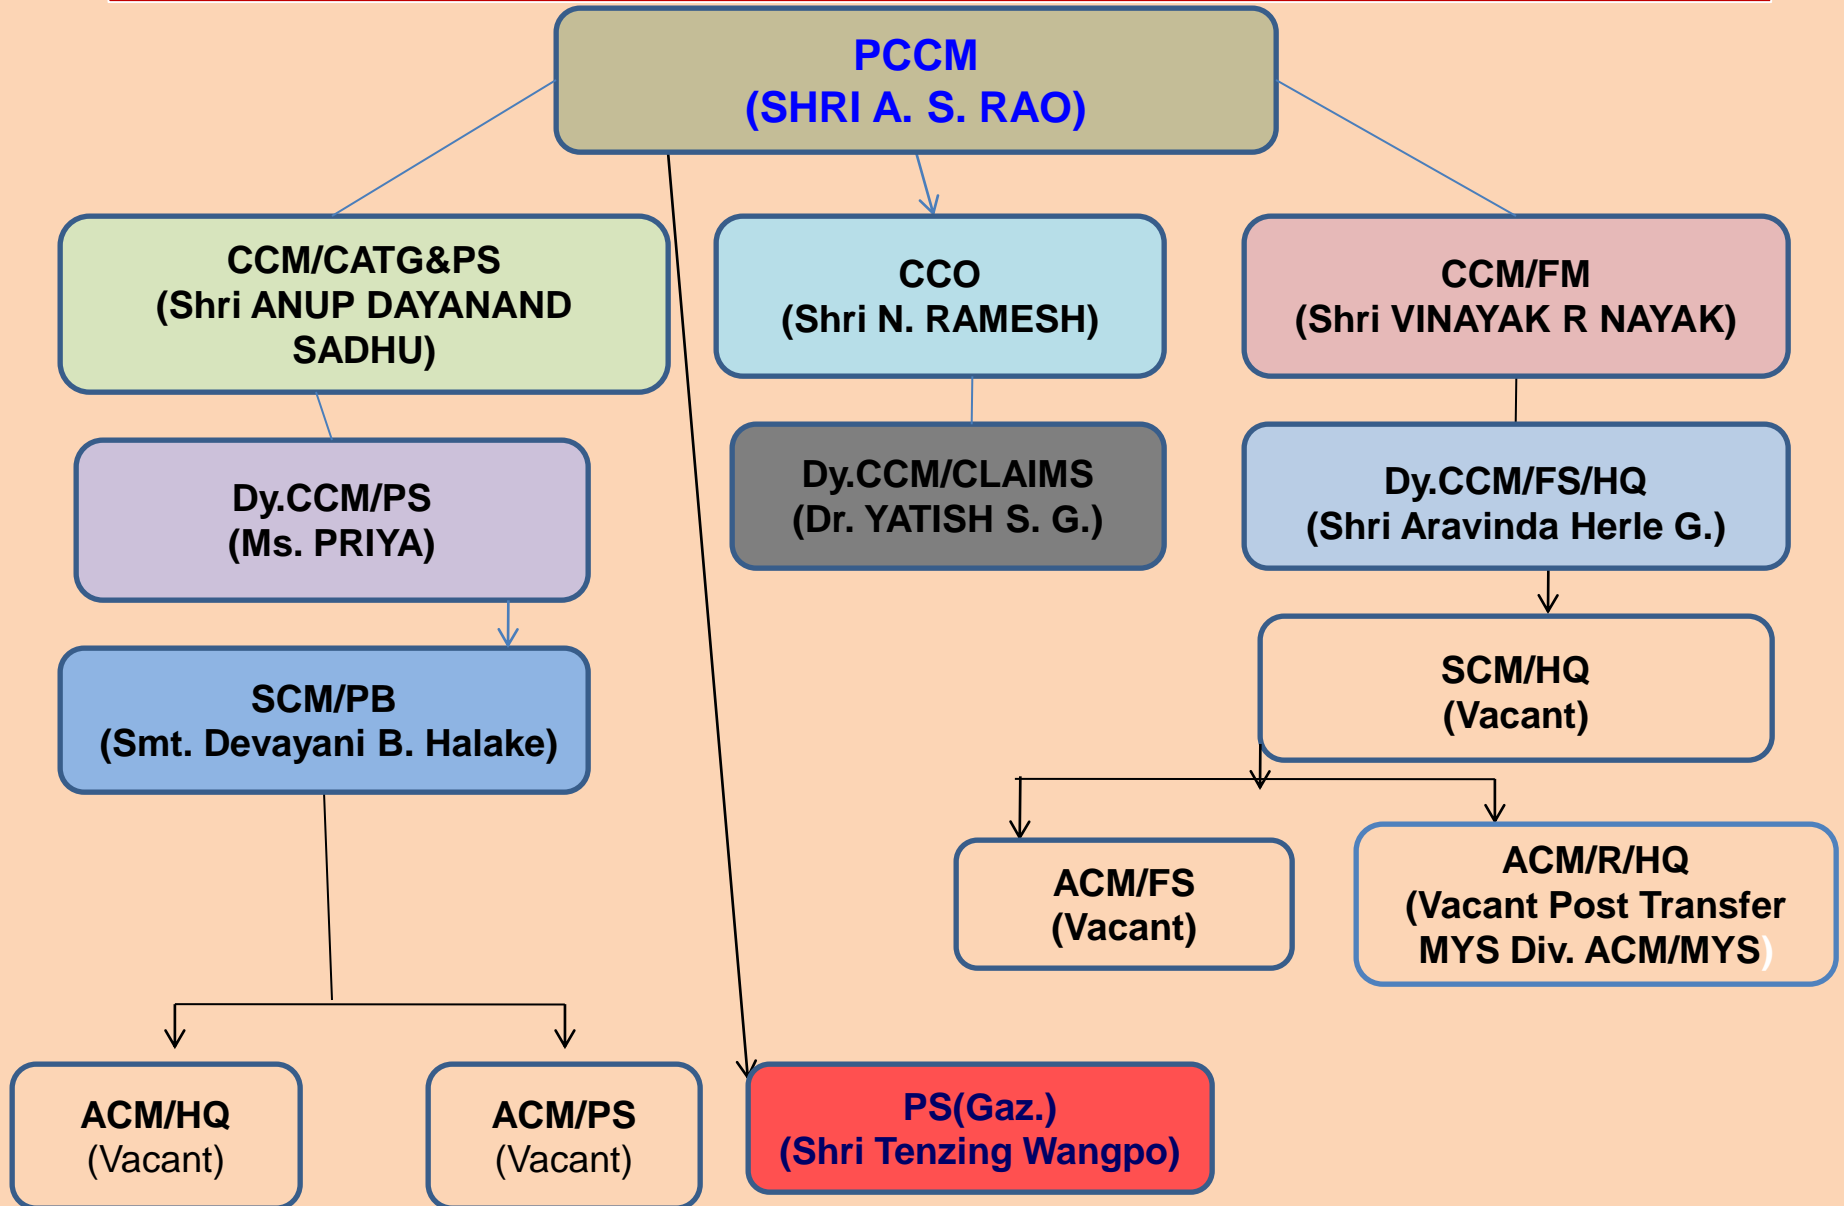 PCCM
(SHRI A. S. RAO)
CCM/CATG&PS
(Shri ANUP DAYANAND
SADHU)
CCO
(Shri N. RAMESH)
CCM/FM
(Shri VINAYAK R NAYAK)
Dy.CCM/PS
(Ms. PRIYA)
Dy.CCM/CLAIMS
(Dr. YATISH S. G.)
Dy.CCM/FS/HQ
(Shri Aravinda Herle G.)
SCM/PB
(Smt. Devayani B. Halake)
SCM/HQ
(Vacant)
ACM/FS
(Vacant)
ACM/R/HQ
(Vacant Post Transfer
MYS Div. ACM/MYS)
ACM/HQ
(Vacant)
ACM/PS
(Vacant)
PS(Gaz.)
(Shri Tenzing Wangpo)